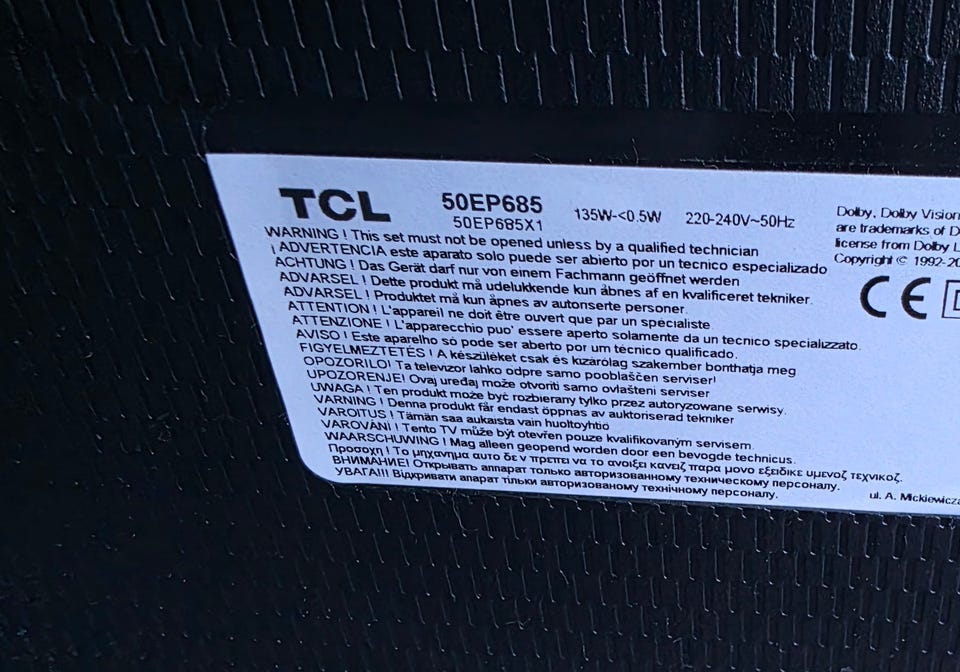 TCL 50EP685 135W-<0.5W 220-240V~50Hz
50EP685X1
Dolby, Dolby Vision
are trademarks of D
license from Dolby L
Copyright © 1992-20
CE
WARNING ! This set must not be opened unless by a qualified technician
¡ ADVERTENCIA este aparato solo puede ser abierto por un tecnico especializado
ACHTUNG ! Das Gerät darf nur von einem Fachmann geöffnet werden
ADVARSEL ! Dette produkt må udelukkende kun åbnes af en kvalificeret tekniker.
ADVARSEL ! Produktet må kun åpnes av autonserte personer.
ATTENTION ! L'appareil ne doit être ouvert que par un spécialiste
ATTENZIONE ! L'apparecchio puo' essere aperto solamente da un tecnico specializzato.
AVISO ! Este aparelho só pode ser aberto por um técnico qualificado.
FIGYELMEZTETÉS ! A készüléket csak és kizárólag szakember bonthatja meg
OPOZORILO! Ta televizor lahko odpre samo pooblaščen serviser!
UPOZORENJE! Ovaj uređaj može otvoriti samo ovlašteni serviser
UWAGA ! Ten produkt może być rozbierany tylko przez autoryzowane serwisy.
VARNING ! Denna produkt får endast öppnas av auktoriserad tekniker
VAROITUS ! Tämän saa aukaista vain huoltoyhtio
VAROVÁNÍ ! Tento TV může být otevřen pouze kvalifikovaným servisem.
WAARSCHUWING ! Mag alleen geopend worden door een bevogde technicus.
Προσοχη ! Το μηχανημα αυτο δε ν πρεπει να το ανοιξει κανειζ παρα μονο εξειδικε υμενοζ τεχνικοζ.
ВНИМАНИЕ! Открывать аппарат только авторизованному техническому персоналу.
УВАГА!!! Відкривати апарат тільки авторизованому технічному персоналу.
ul. A. Mickiewicza